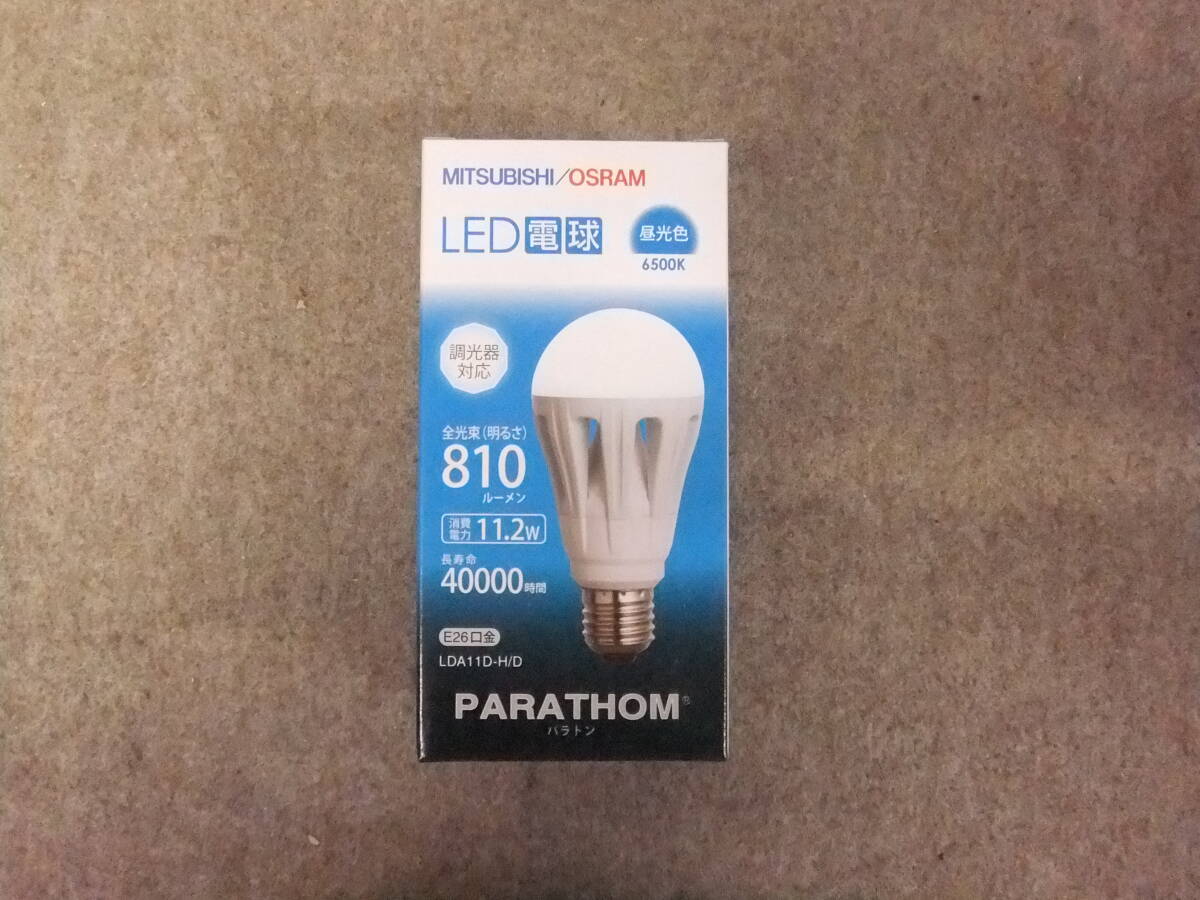 MITSUBISHI/OSRAM
LED電球
昼光色
6500K
調光器
対応
全光束(明るさ)
810
ルーメン
消費
電力 11.2W
長寿命
40000時間
E26口金
LDA11D-H/D
PARATHOM®
パラトン